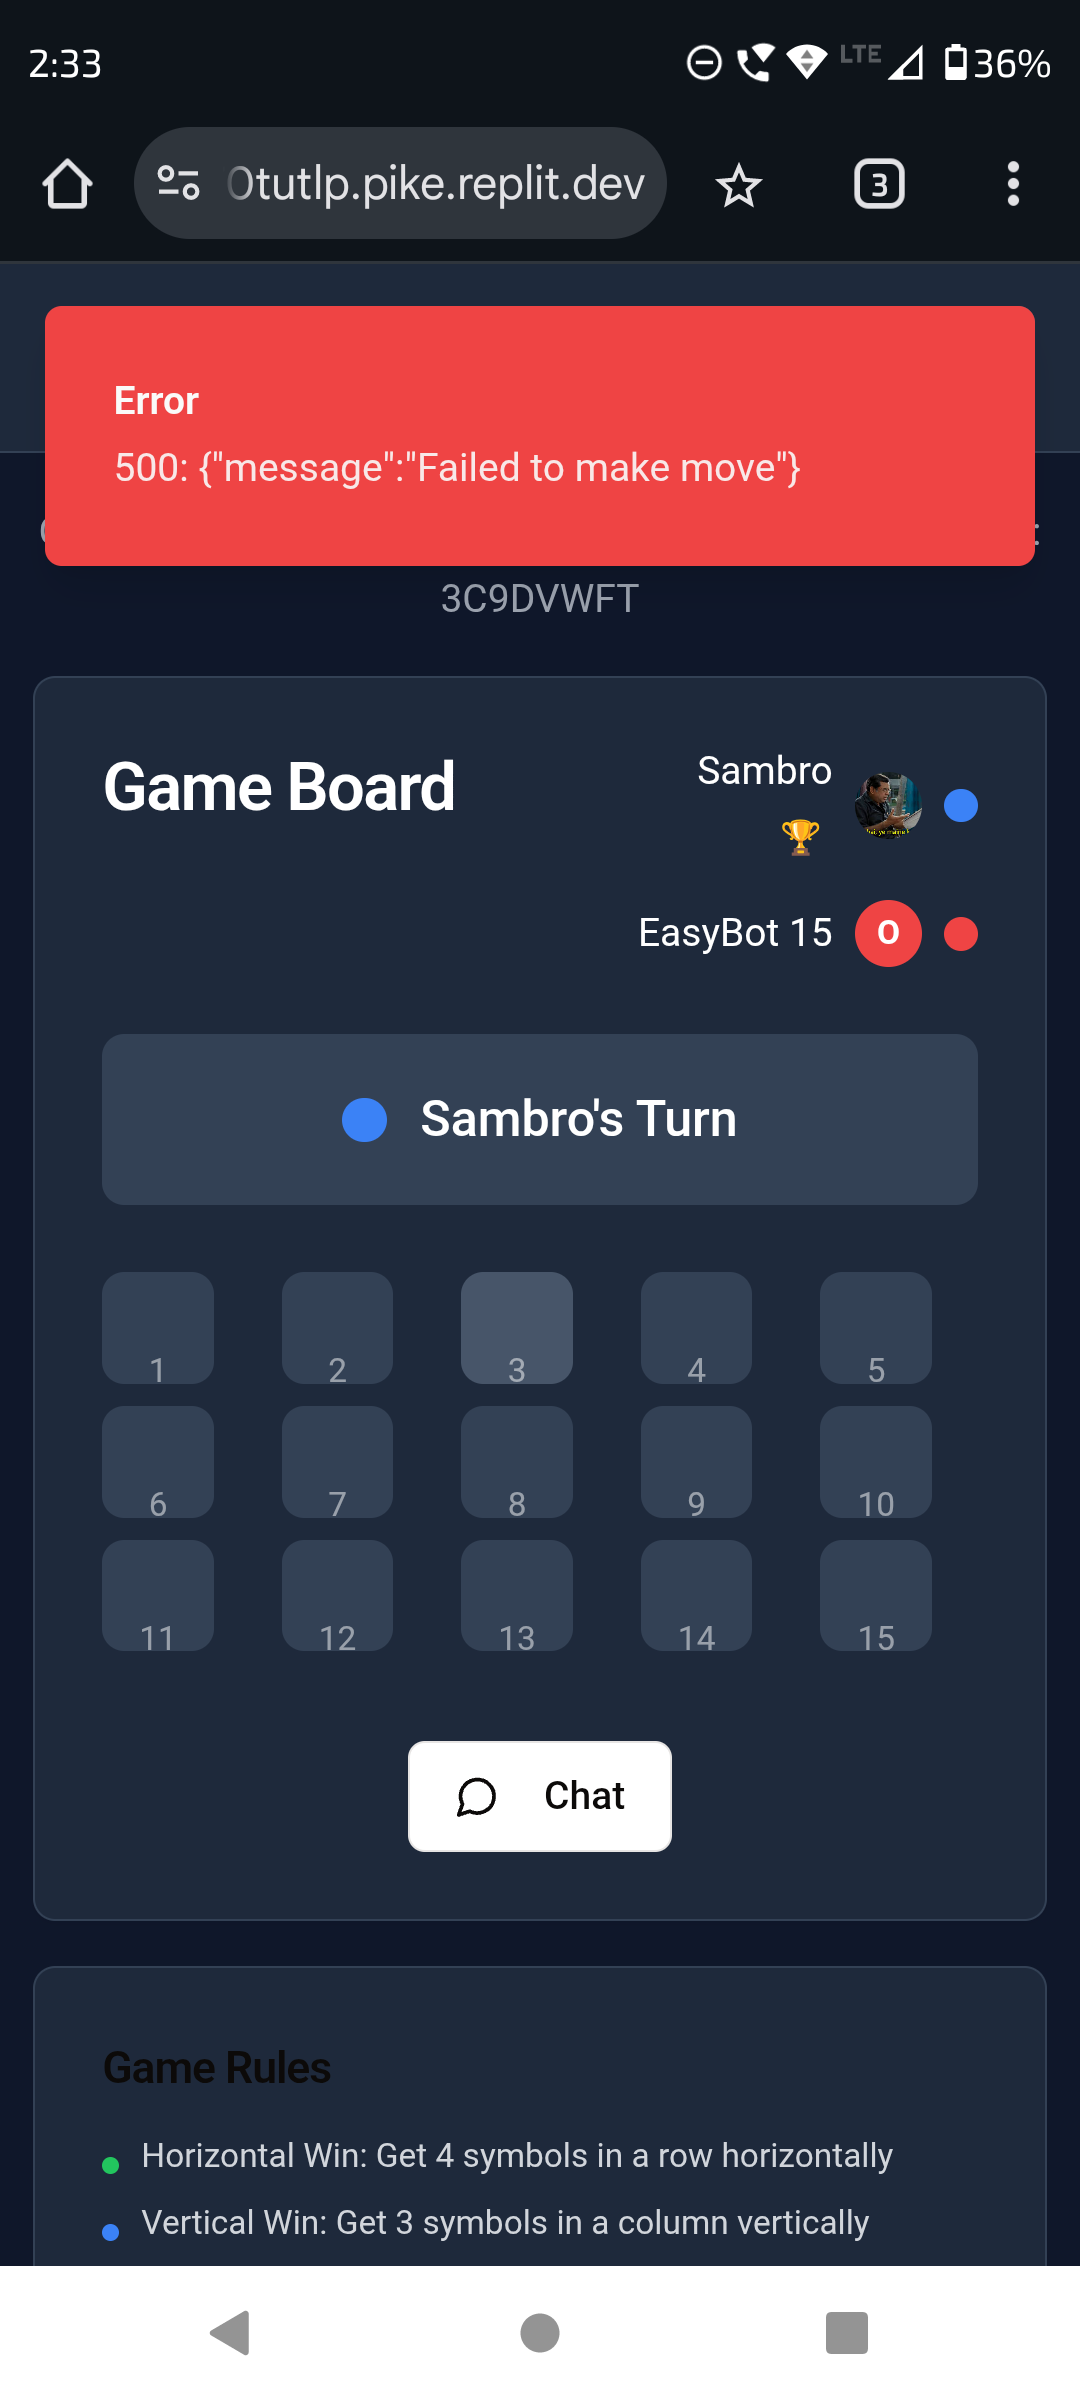 2:33
LTE
36%
0tutlp.pike.replit.dev
3
Error
500: {"message":"Failed to make move"}
3C9DVWFT
Game Board
Sambro
EasyBot 15
O
Sambro's Turn
1 2 3 4 5
6 7 8 9 10
11 12 13 14 15
Chat
Game Rules
Horizontal Win: Get 4 symbols in a row horizontally
Vertical Win: Get 3 symbols in a column vertically